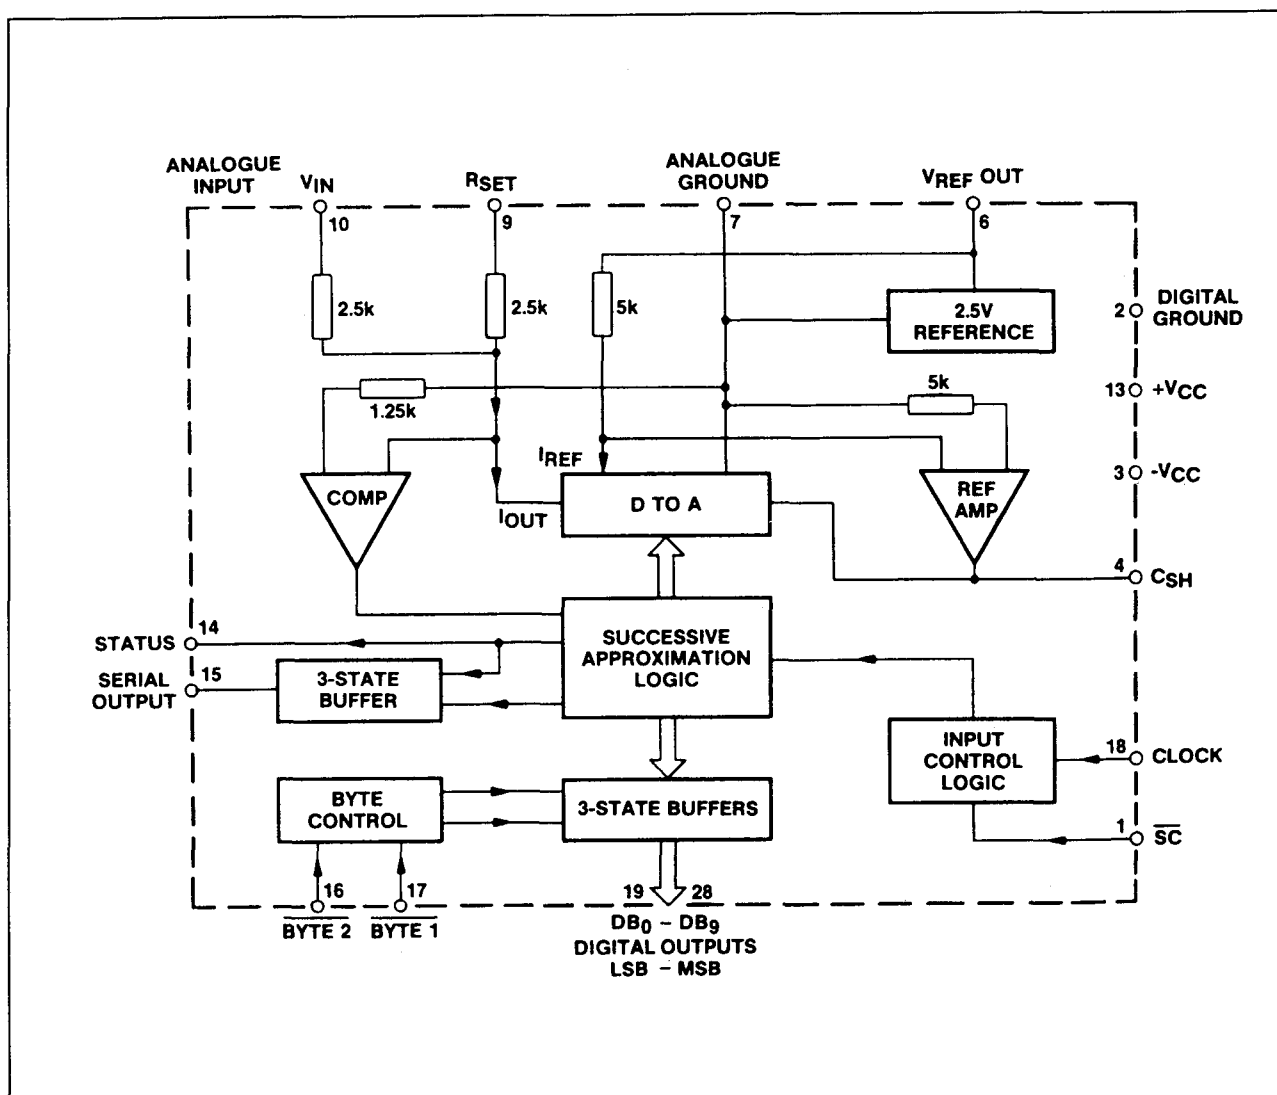 ANALOGUE
INPUT
VIN
10
RSET
9
ANALOGUE
GROUND
7
VREF OUT
6
2.5k
2.5k
5k
2.5V
REFERENCE
2
DIGITAL
GROUND
1.25k
5k
13
+VCC
IREF
COMP
IOUT
D TO A
REF
AMP
3
-VCC
4
CSH
STATUS
14
SERIAL
OUTPUT
15
3-STATE
BUFFER
SUCCESSIVE
APPROXIMATION
LOGIC
INPUT
CONTROL
LOGIC
18
CLOCK
BYTE
CONTROL
3-STATE BUFFERS
1
SC
16
17
BYTE 2
BYTE 1
19
28
DB0 – DB9
DIGITAL OUTPUTS
LSB – MSB